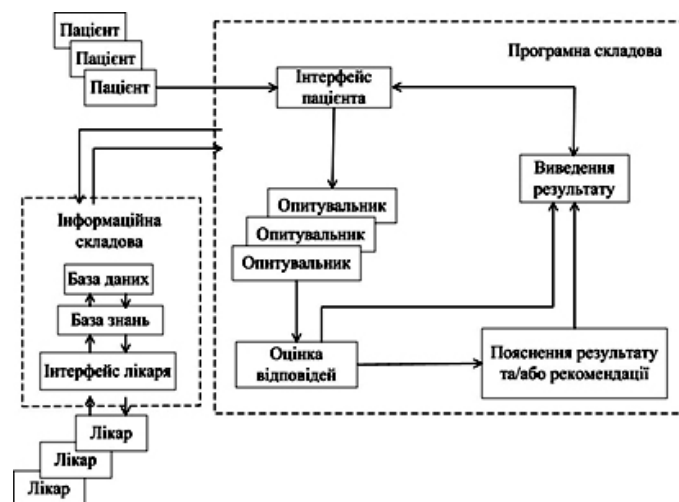 Пацієнт
Пацієнт
Пацієнт
Програмна складова
Інтерфейс
пацієнта
Виведення
результату
Опитувальник
Опитувальник
Опитувальник
Інформаційна
складова
База даних
База знань
Інтерфейс лікаря
Оцінка
відповідей
Пояснення результату
та/або рекомендації
Лікар
Лікар
Лікар